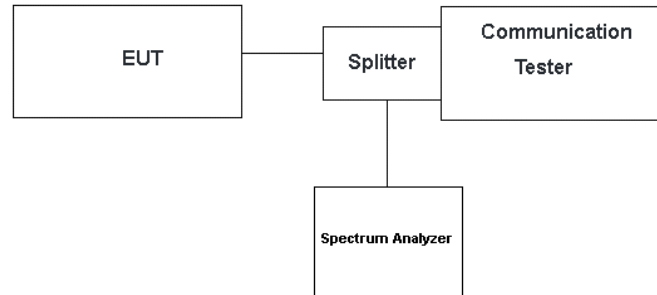 EUT
Splitter
Communication
Tester
Spectrum Analyzer